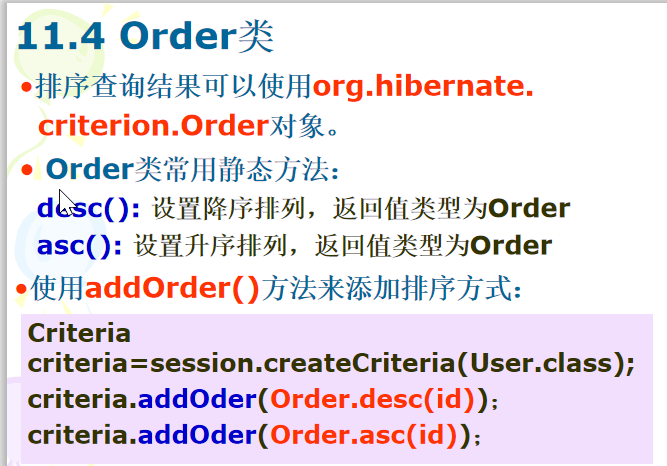 11.4 Order类
•排序查询结果可以使用org.hibernate.
criterion.Order对象。
• Order类常用静态方法：
desc(): 设置降序排列，返回值类型为Order
asc(): 设置升序排列，返回值类型为Order
•使用addOrder()方法来添加排序方式：
Criteria
criteria=session.createCriteria(User.class);
criteria.addOder(Order.desc(id))；
criteria.addOder(Order.asc(id))；